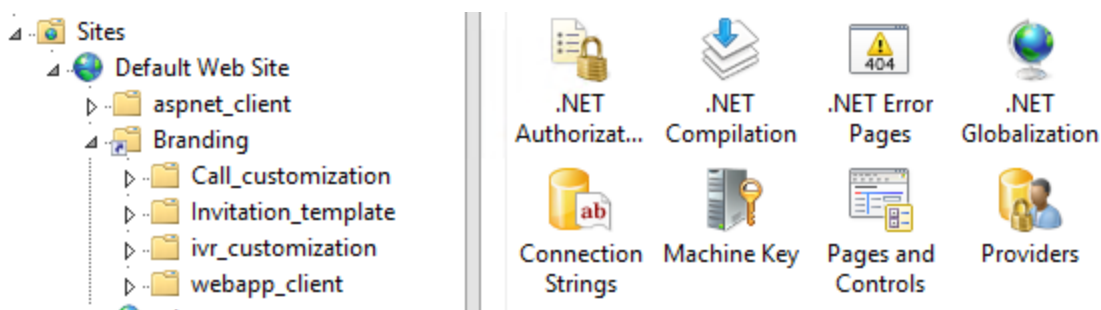 Sites
Default Web Site
aspnet_client
Branding
Call_customization
Invitation_template
ivr_customization
webapp_client
.NET Authorizat...
.NET Compilation
404
.NET Error Pages
.NET Globalization
ab
Connection Strings
Machine Key
Pages and Controls
Providers